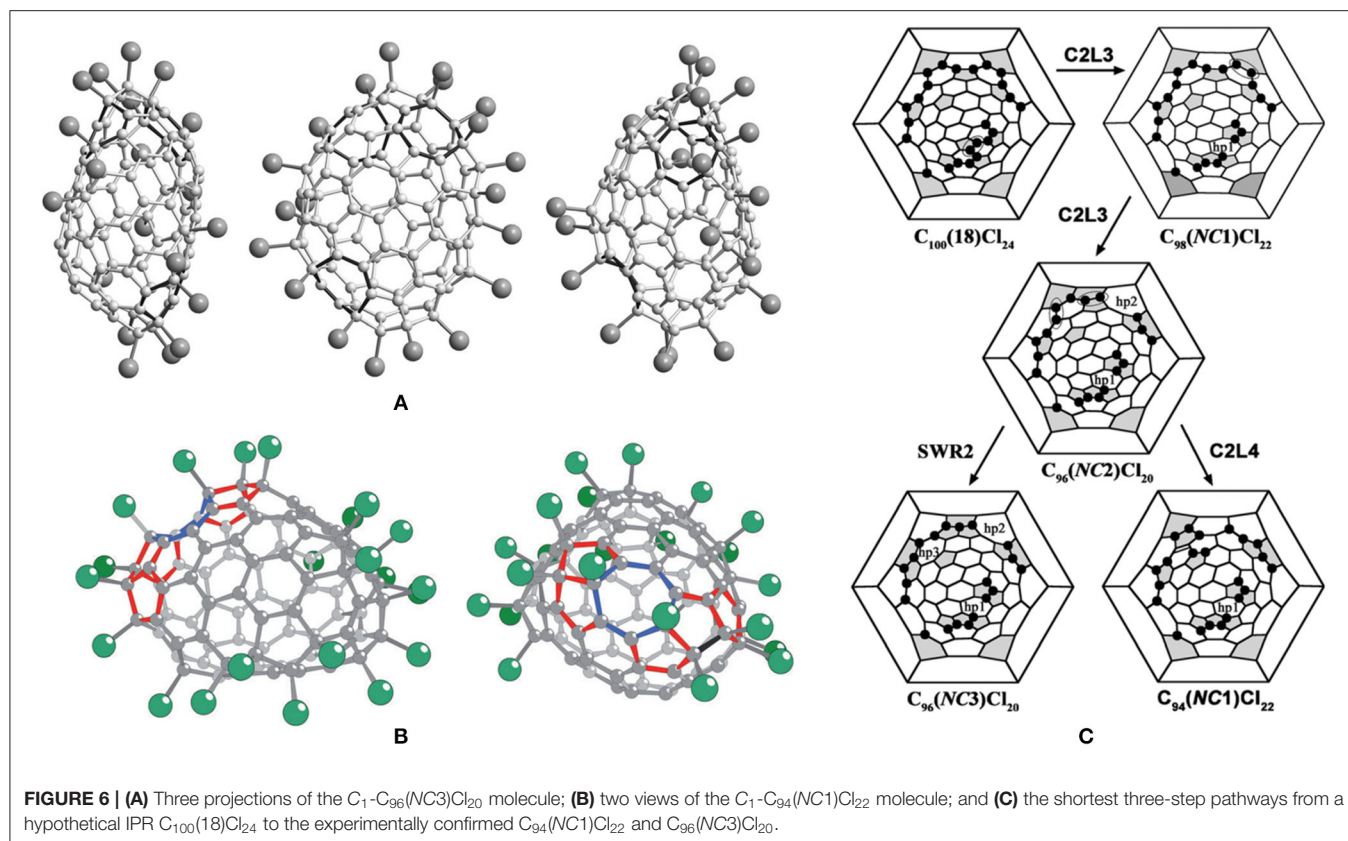 C2L3
hp1
C₁₀₀(18)Cl₂₄
C₉₈(NC1)Cl₂₂
C2L3
hp2
hp1
A
SWR2
C₉₆(NC2)Cl₂₀
C2L4
hp2
hp3
hp1
hp1
C₉₆(NC3)Cl₂₀
C₉₄(NC1)Cl₂₂
B
C
FIGURE 6 | (A) Three projections of the C₁-C₉₆(NC3)Cl₂₀ molecule; (B) two views of the C₁-C₉₄(NC1)Cl₂₂ molecule; and (C) the shortest three-step pathways from a
hypothetical IPR C₁₀₀(18)Cl₂₄ to the experimentally confirmed C₉₄(NC1)Cl₂₂ and C₉₆(NC3)Cl₂₀.